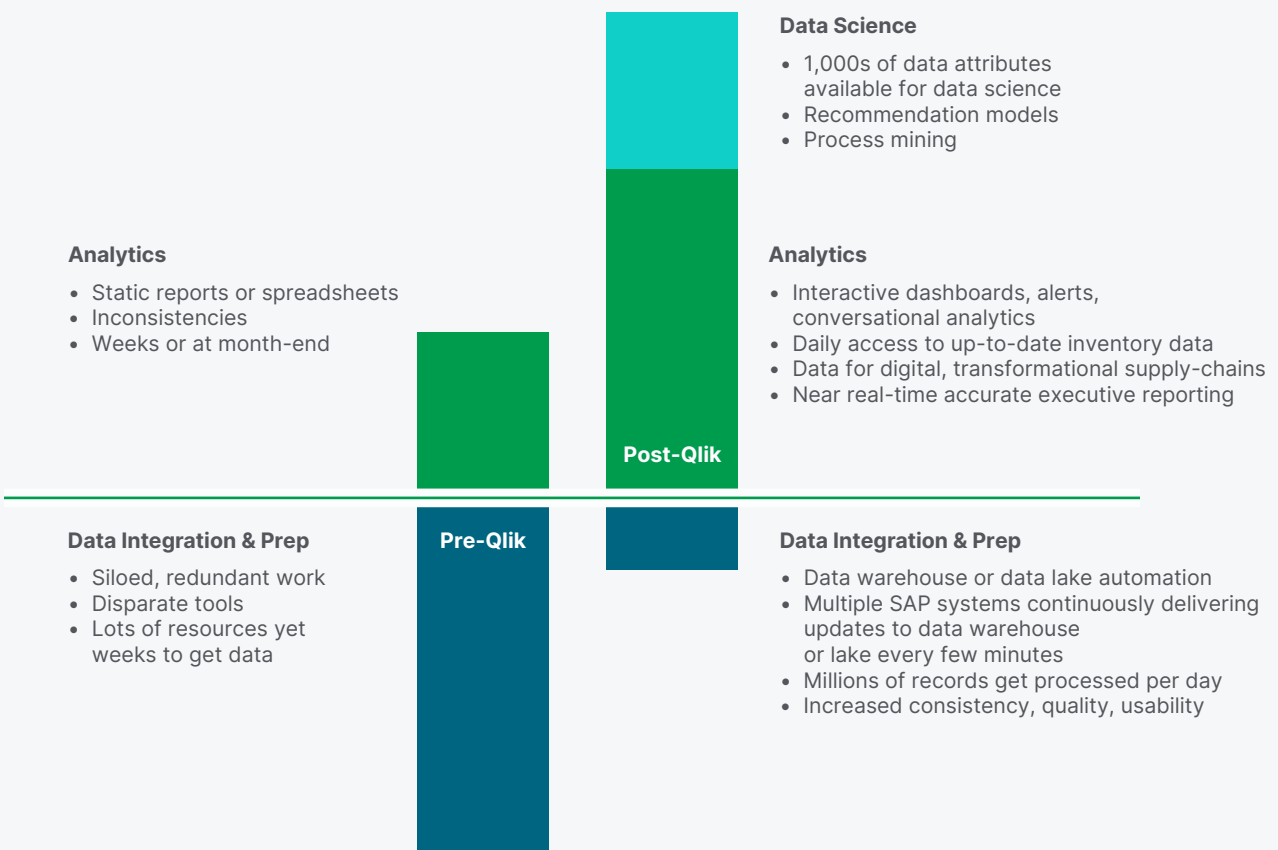 Data Science
• 1,000s of data attributes
available for data science
• Recommendation models
• Process mining
Analytics
• Static reports or spreadsheets
• Inconsistencies
• Weeks or at month-end
Analytics
• Interactive dashboards, alerts,
conversational analytics
• Daily access to up-to-date inventory data
• Data for digital, transformational supply-chains
• Near real-time accurate executive reporting
Post-Qlik
Pre-Qlik
Data Integration & Prep
• Siloed, redundant work
• Disparate tools
• Lots of resources yet
weeks to get data
Data Integration & Prep
• Data warehouse or data lake automation
• Multiple SAP systems continuously delivering
updates to data warehouse
or lake every few minutes
• Millions of records get processed per day
• Increased consistency, quality, usability